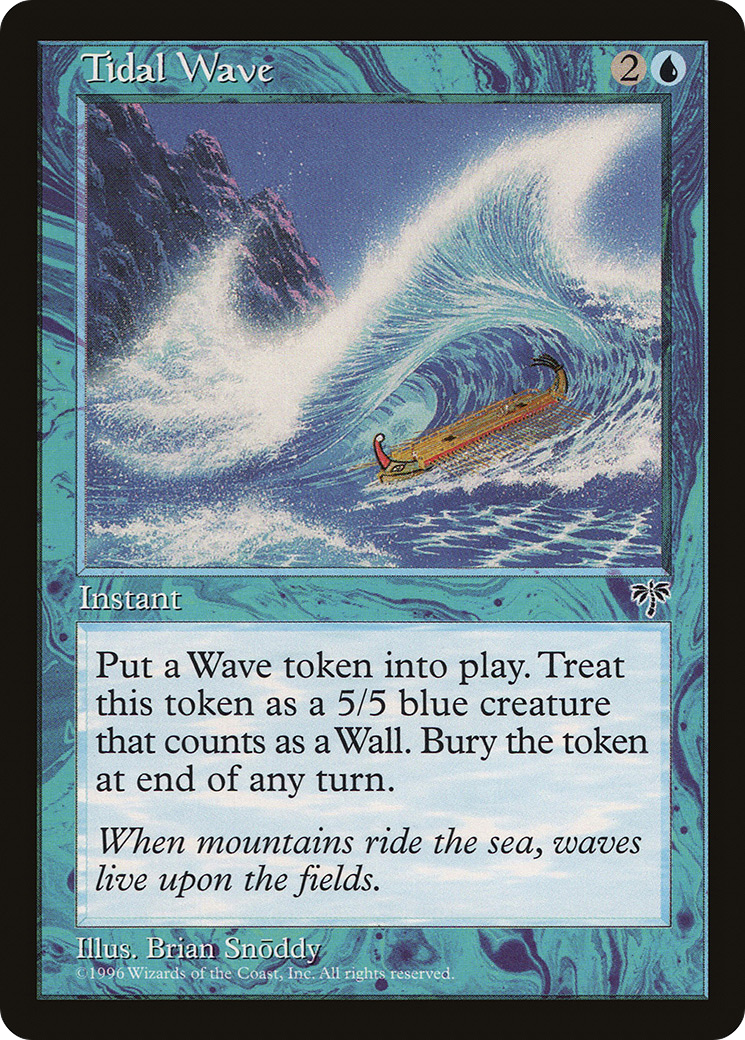 Tidal Wave 2
Instant
Put a Wave token into play. Treat
this token as a 5/5 blue creature
that counts as a Wall. Bury the token
at end of any turn.
When mountains ride the sea, waves
live upon the fields.
Illus. Brian Snōddy
©1996 Wizards of the Coast, Inc. All rights reserved.